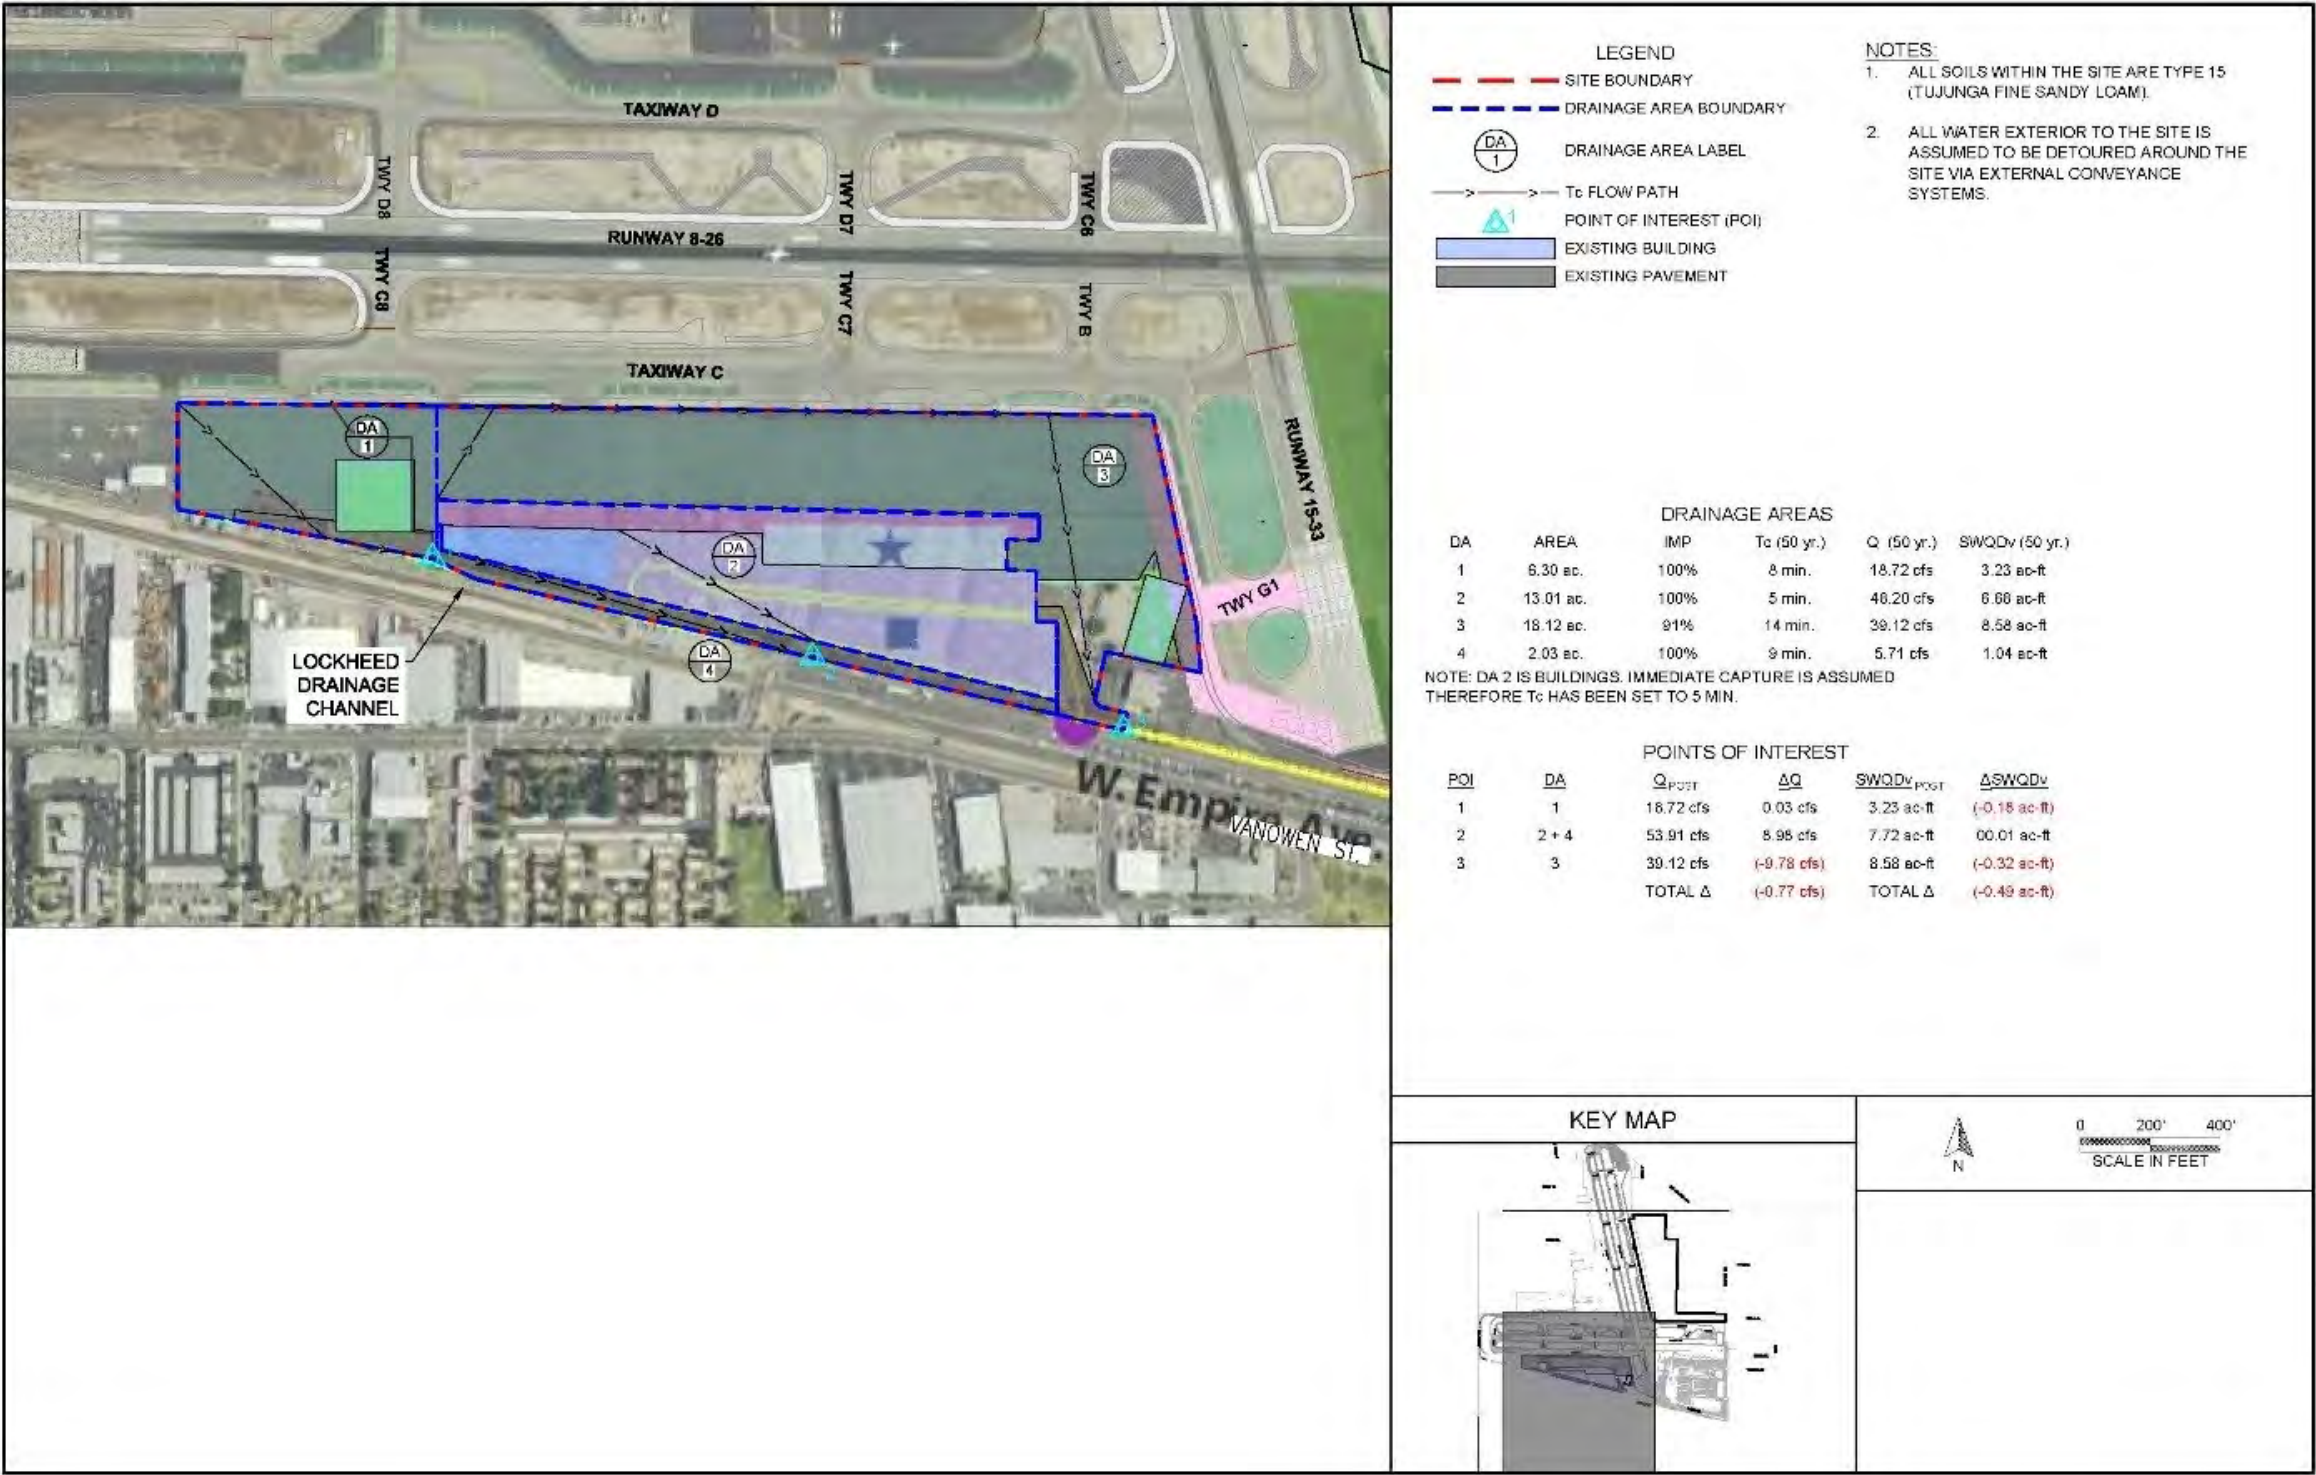 TAXIWAY D
TWY D8
TWY D7
TWY C6
RUNWAY 8-26
TWY C8
TWY C7
TWY B
TAXIWAY C
RUNWAY 15-33
DA
1
DA
2
DA
3
DA
4
TWY G1
LOCKHEED
DRAINAGE
CHANNEL
W. Empire Ave.
VANOWEN ST.
LEGEND
SITE BOUNDARY
DRAINAGE AREA BOUNDARY
DA
1
DRAINAGE AREA LABEL
Tc FLOW PATH
1
POINT OF INTEREST (POI)
EXISTING BUILDING
EXISTING PAVEMENT
NOTES:
1. ALL SOILS WITHIN THE SITE ARE TYPE 15
(TUJUNGA FINE SANDY LOAM).
2. ALL WATER EXTERIOR TO THE SITE IS
ASSUMED TO BE DETOURED AROUND THE
SITE VIA EXTERNAL CONVEYANCE
SYSTEMS.
DRAINAGE AREAS
DA AREA IMP Tc (50 yr.) Q (50 yr.) SWQDv (50 yr.)
1 6.30 ac. 100% 8 min. 18.72 cfs 3.23 ac-ft
2 13.01 ac. 100% 5 min. 48.20 cfs 6.68 ac-ft
3 18.12 ac. 91% 14 min. 39.12 cfs 8.58 ac-ft
4 2.03 ac. 100% 9 min. 5.71 cfs 1.04 ac-ft
NOTE: DA 2 IS BUILDINGS. IMMEDIATE CAPTURE IS ASSUMED
THEREFORE Tc HAS BEEN SET TO 5 MIN.
POINTS OF INTEREST
POI DA QPOST ΔQ SWQDvPOST ΔSWQDv
1 1 18.72 cfs 0.03 cfs 3.23 ac-ft (-0.18 ac-ft)
2 2 + 4 53.91 cfs 8.98 cfs 7.72 ac-ft 00.01 ac-ft
3 3 39.12 cfs (-9.78 cfs) 8.58 ac-ft (-0.32 ac-ft)
TOTAL Δ (-0.77 cfs) TOTAL Δ (-0.49 ac-ft)
KEY MAP
N
0 200' 400'
SCALE IN FEET